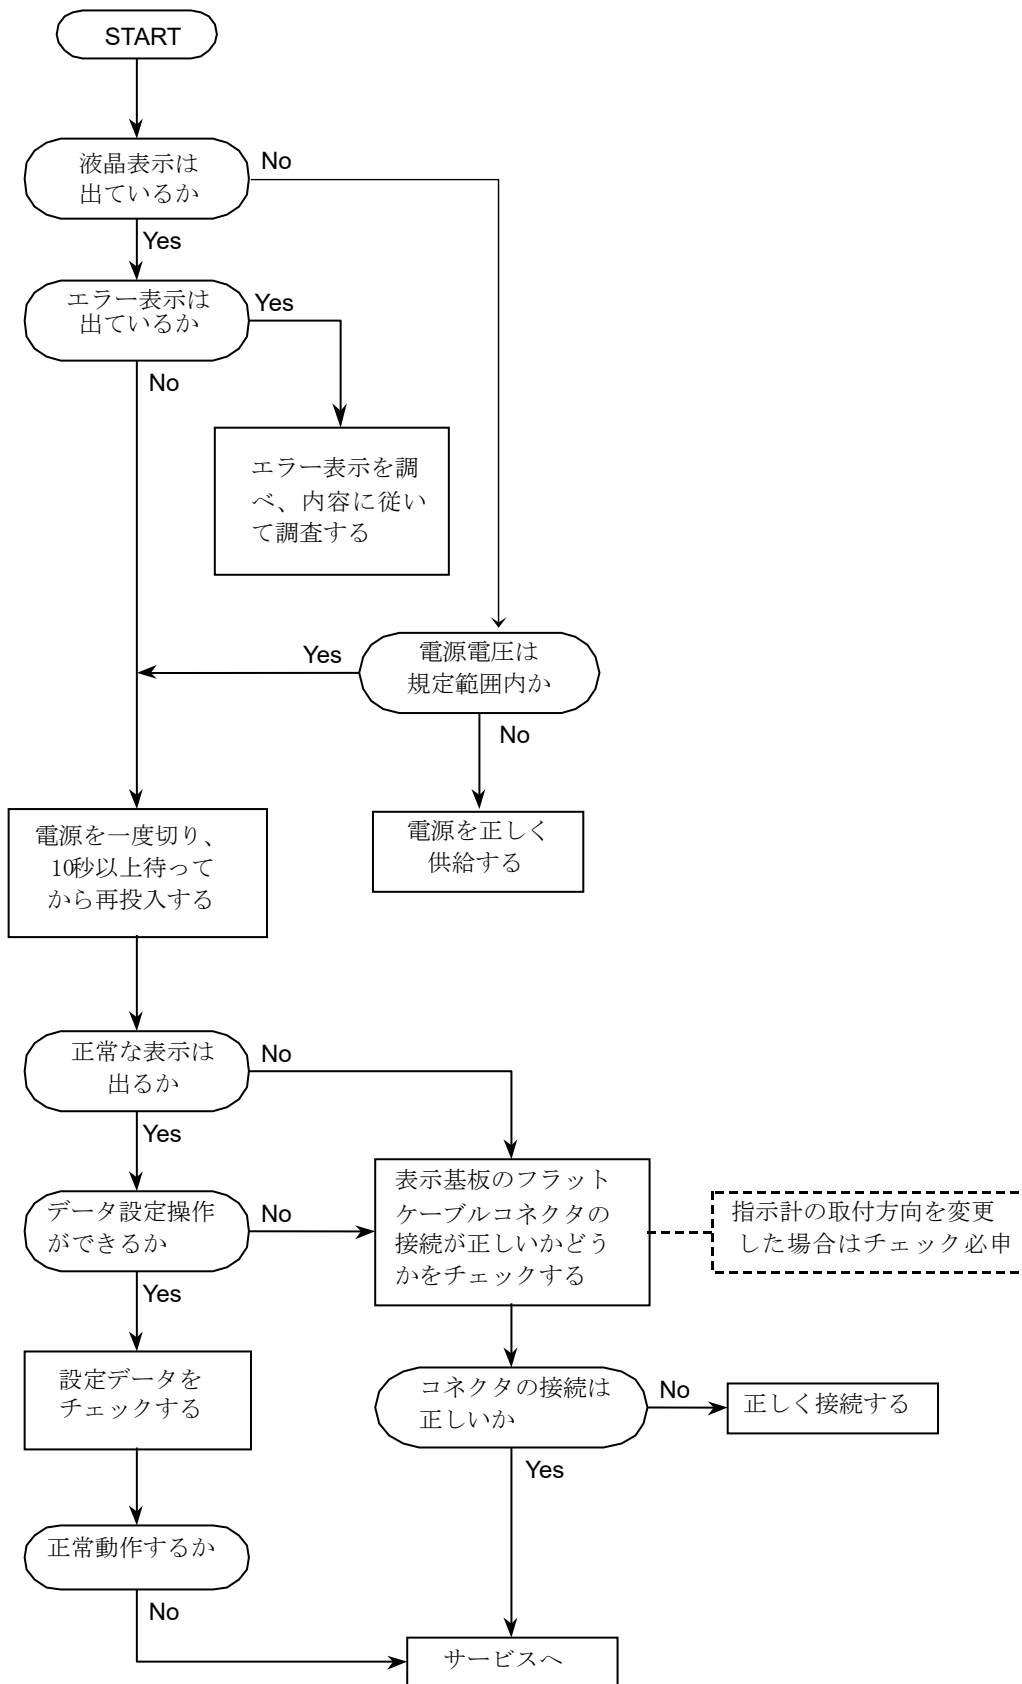 START
液晶表示は
出ているか
No
Yes
エラー表示は
出ているか
Yes
No
エラー表示を調
べ、内容に従い
て調査する
電源電圧は
規定範囲内か
Yes
No
電源を一度切り、
10秒以上待って
から再投入する
電源を正しく
供給する
正常な表示は
出るか
No
Yes
データ設定操作
ができるか
No
Yes
表示基板のフラット
ケーブルコネクタの
接続が正しいかどう
かをチェックする
指示計の取付方向を変更
した場合はチェック必申
設定データを
チェックする
コネクタの接続は
正しいか
No
正しく接続する
Yes
正常動作するか
No
サービスへ